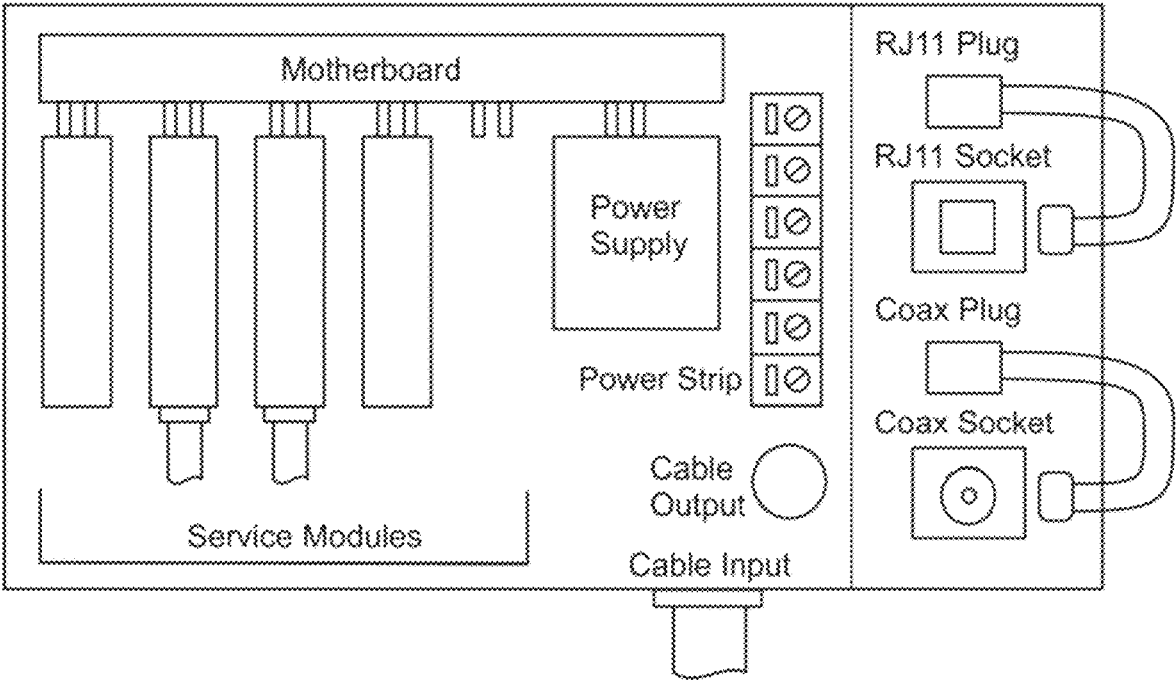 Motherboard
Power
Supply
Power Strip
Cable
Output
Service Modules
Cable Input
RJ11 Plug
RJ11 Socket
Coax Plug
Coax Socket